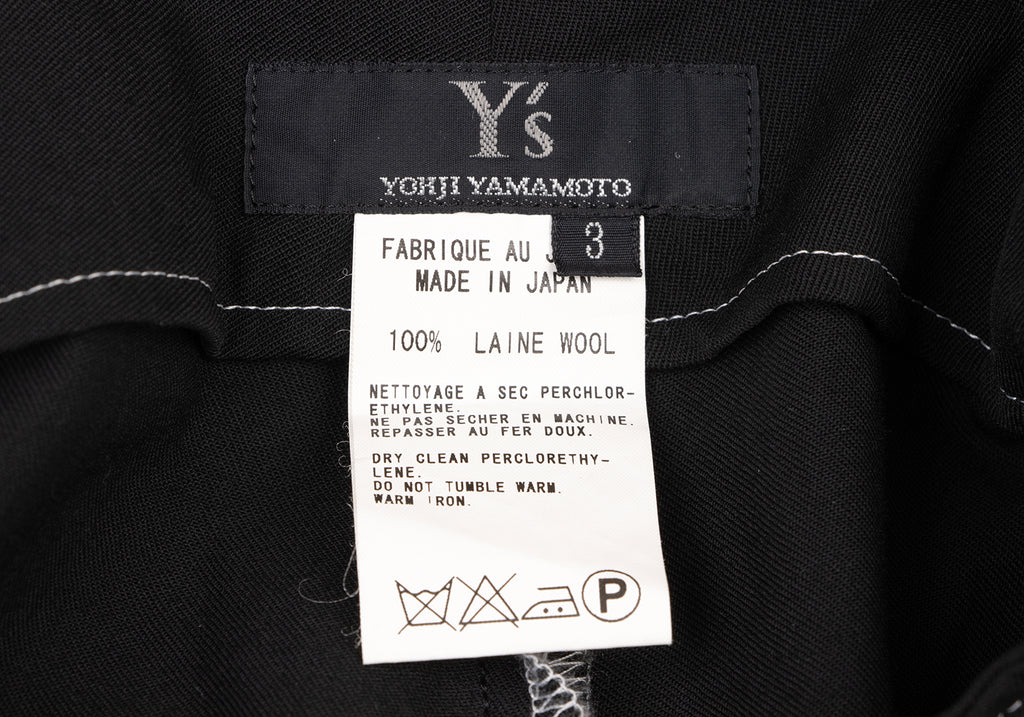 Y's
YOHJI YAMAMOTO
3
FABRIQUE AU J
MADE IN JAPAN
100% LAINE WOOL
NETTOYAGE A SEC PERCHLOR-
ETHYLENE.
NE PAS SECHER EN MACHINE.
REPASSER AU FER DOUX.
DRY CLEAN PERCLORETHY-
LENE.
DO NOT TUMBLE WARM.
WARM IRON.
P